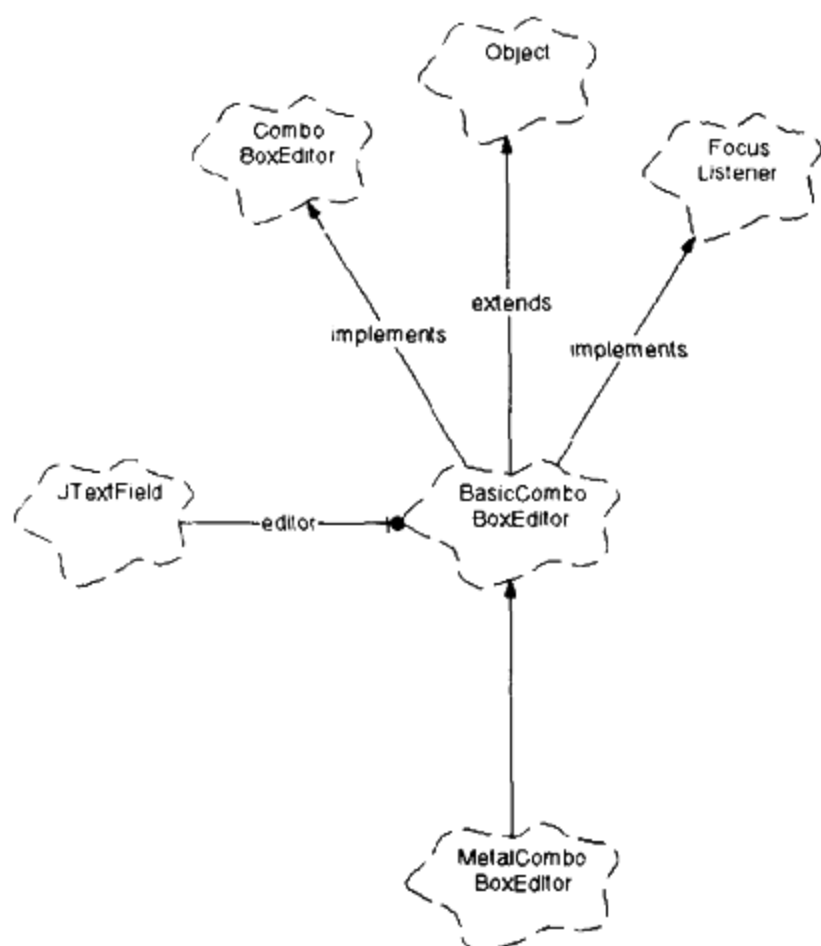 Object
Combo
BoxEditor
Focus
Listener
extends
implements
implements
JTextField
editor
BasicCombo
BoxEditor
MetalCombo
BoxEditor